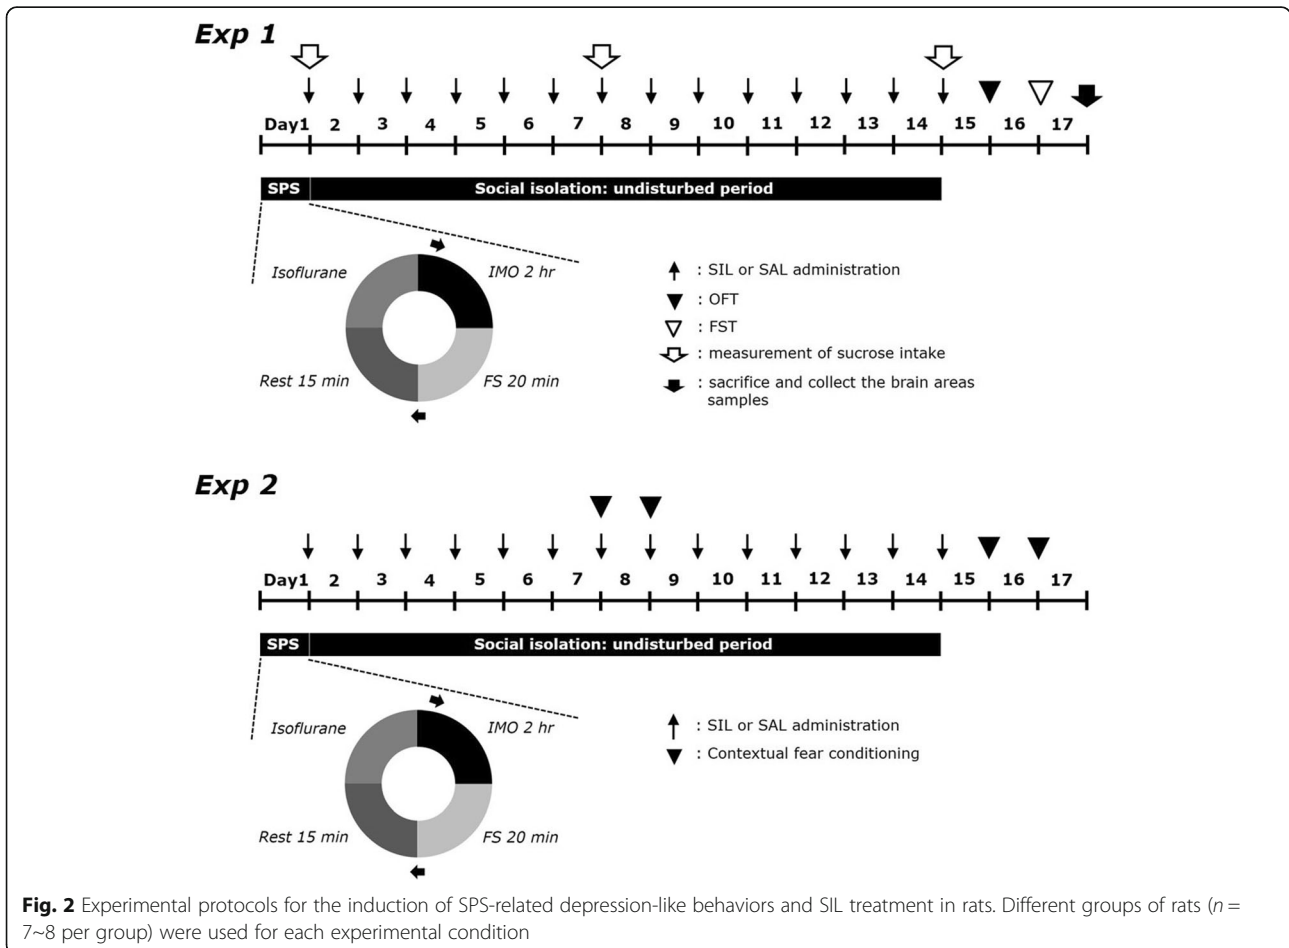 Exp 1
Day1 2 3 4 5 6 7 8 9 10 11 12 13 14 15 16 17
SPS Social isolation: undisturbed period
Isoflurane IMO 2 hr
Rest 15 min FS 20 min
: SIL or SAL administration
: OFT
: FST
: measurement of sucrose intake
: sacrifice and collect the brain areas
samples
Exp 2
Day1 2 3 4 5 6 7 8 9 10 11 12 13 14 15 16 17
SPS Social isolation: undisturbed period
Isoflurane IMO 2 hr
Rest 15 min FS 20 min
: SIL or SAL administration
: Contextual fear conditioning
Fig. 2 Experimental protocols for the induction of SPS-related depression-like behaviors and SIL treatment in rats. Different groups of rats (n =
7~8 per group) were used for each experimental condition